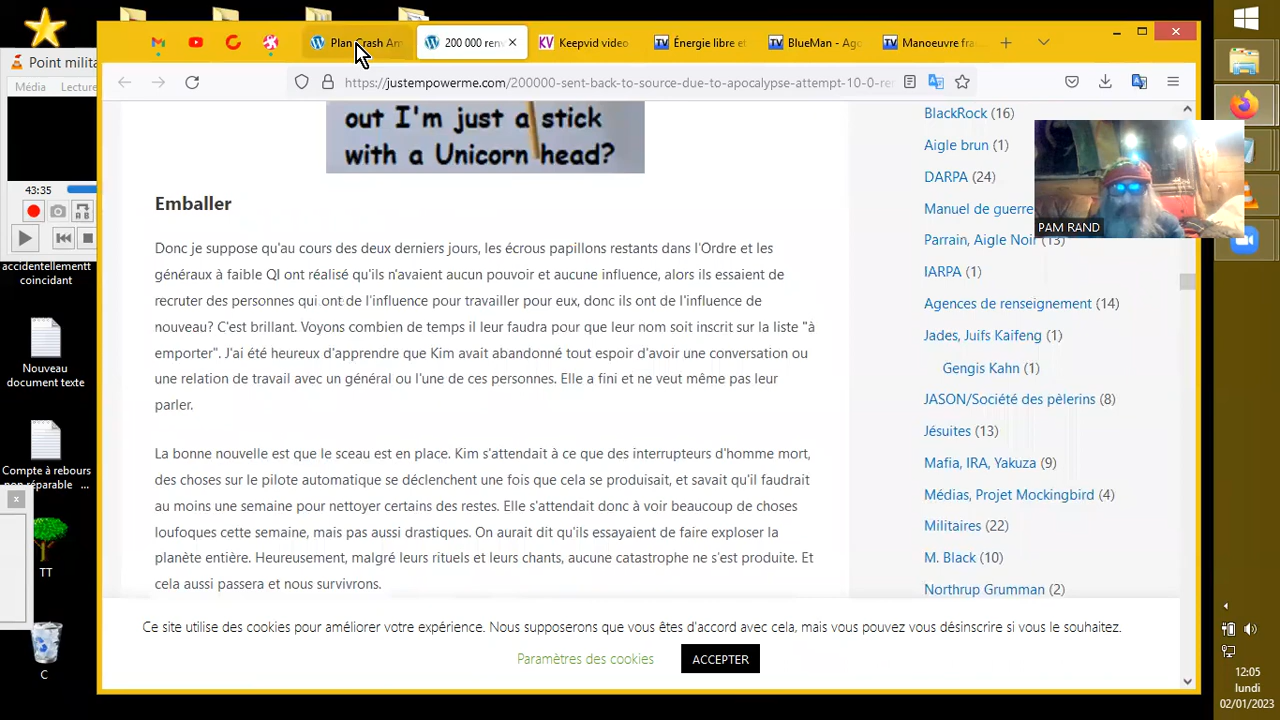 Point milita
Média Lecture
43:35
accidentellementt
coincidant
Nouveau
document texte
Compte à rebours
non réparable ...
TT
C
Plan Crash Am
200 000 renv
Keepvid video
Énergie libre et
BlueMan - Ago
Manoeuvre fra
https://justempowerme.com/200000-sent-back-to-source-due-to-apocalypse-attempt-10-0-rem
out I'm just a stick
with a Unicorn head?
Emballer
Donc je suppose qu'au cours des deux derniers jours, les écrous papillons restants dans l'Ordre et les
généraux à faible QI ont réalisé qu'ils n'avaient aucun pouvoir et aucune influence, alors ils essaient de
recruter des personnes qui ont de l'influence pour travailler pour eux, donc ils ont de l'influence de
nouveau? C'est brillant. Voyons combien de temps il leur faudra pour que leur nom soit inscrit sur la liste "à
emporter". J'ai été heureux d'apprendre que Kim avait abandonné tout espoir d'avoir une conversation ou
une relation de travail avec un général ou l'une de ces personnes. Elle a fini et ne veut même pas leur
parler.
La bonne nouvelle est que le sceau est en place. Kim s'attendait à ce que des interrupteurs d'homme mort,
des choses sur le pilote automatique se déclenchent une fois que cela se produisait, et savait qu'il faudrait
au moins une semaine pour nettoyer certains des restes. Elle s'attendait donc à voir beaucoup de choses
loufoques cette semaine, mais pas aussi drastiques. On aurait dit qu'ils essayaient de faire exploser la
planète entière. Heureusement, malgré leurs rituels et leurs chants, aucune catastrophe ne s'est produite. Et
cela aussi passera et nous survivrons.
BlackRock (16)
Aigle brun (1)
DARPA (24)
Manuel de guerre
Parrain, Aigle Noir (13)
IARPA (1)
Agences de renseignement (14)
Jades, Juifs Kaifeng (1)
Gengis Kahn (1)
JASON/Société des pèlerins (8)
Jésuites (13)
Mafia, IRA, Yakuza (9)
Médias, Projet Mockingbird (4)
Militaires (22)
M. Black (10)
Northrup Grumman (2)
PAM RAND
Ce site utilise des cookies pour améliorer votre expérience. Nous supposerons que vous êtes d'accord avec cela, mais vous pouvez vous désinscrire si vous le souhaitez.
Paramètres des cookies
ACCEPTER
12:05
lundi
02/01/2023